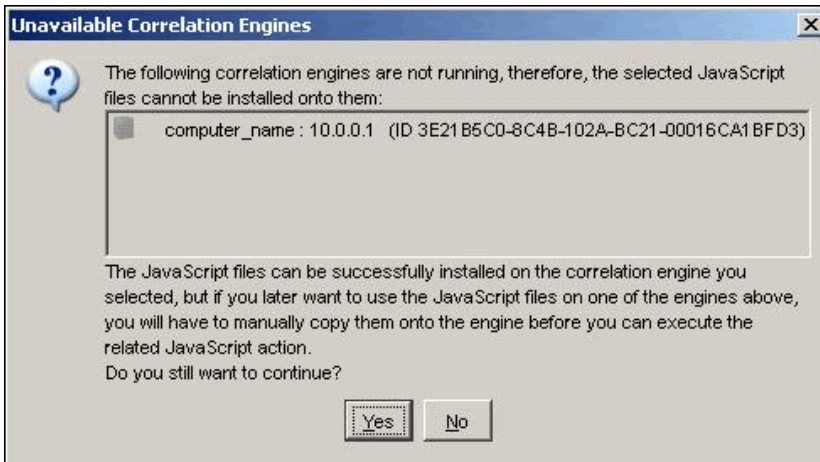 Unavailable Correlation Engines
The following correlation engines are not running, therefore, the selected JavaScript
files cannot be installed onto them:
computer_name : 10.0.0.1 (ID 3E21B5C0-8C4B-102A-BC21-00016CA1BFD3)
The JavaScript files can be successfully installed on the correlation engine you
selected, but if you later want to use the JavaScript files on one of the engines above,
you will have to manually copy them onto the engine before you can execute the
related JavaScript action.
Do you still want to continue?
Yes No